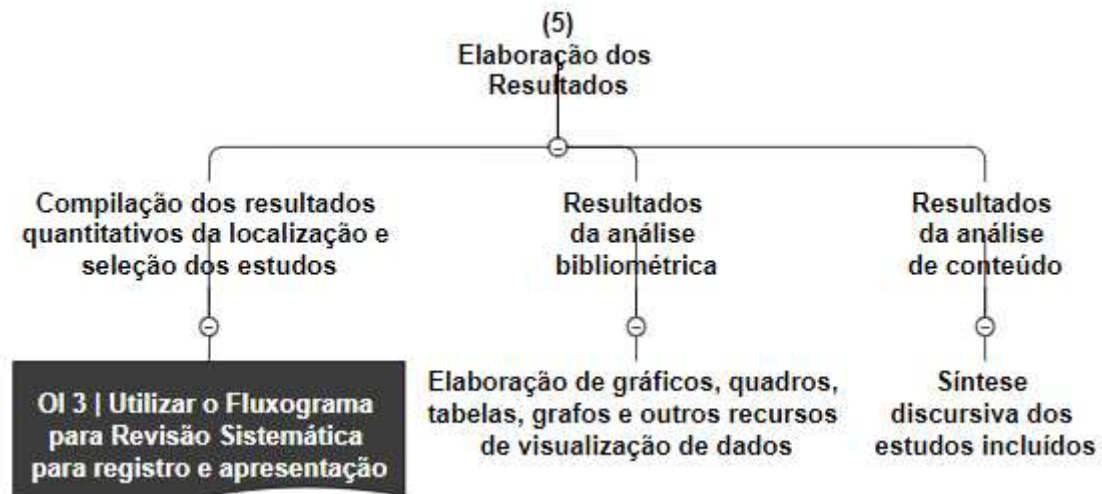 (5)
Elaboração dos
Resultados
Compilação dos resultados
quantitativos da localização e
seleção dos estudos
Resultados
da análise
bibliométrica
Resultados
da análise
de conteúdo
OI 3 | Utilizar o Fluxograma
para Revisão Sistemática
para registro e apresentação
Elaboração de gráficos, quadros,
tabelas, grafos e outros recursos
de visualização de dados
Síntese
discursiva dos
estudos incluídos